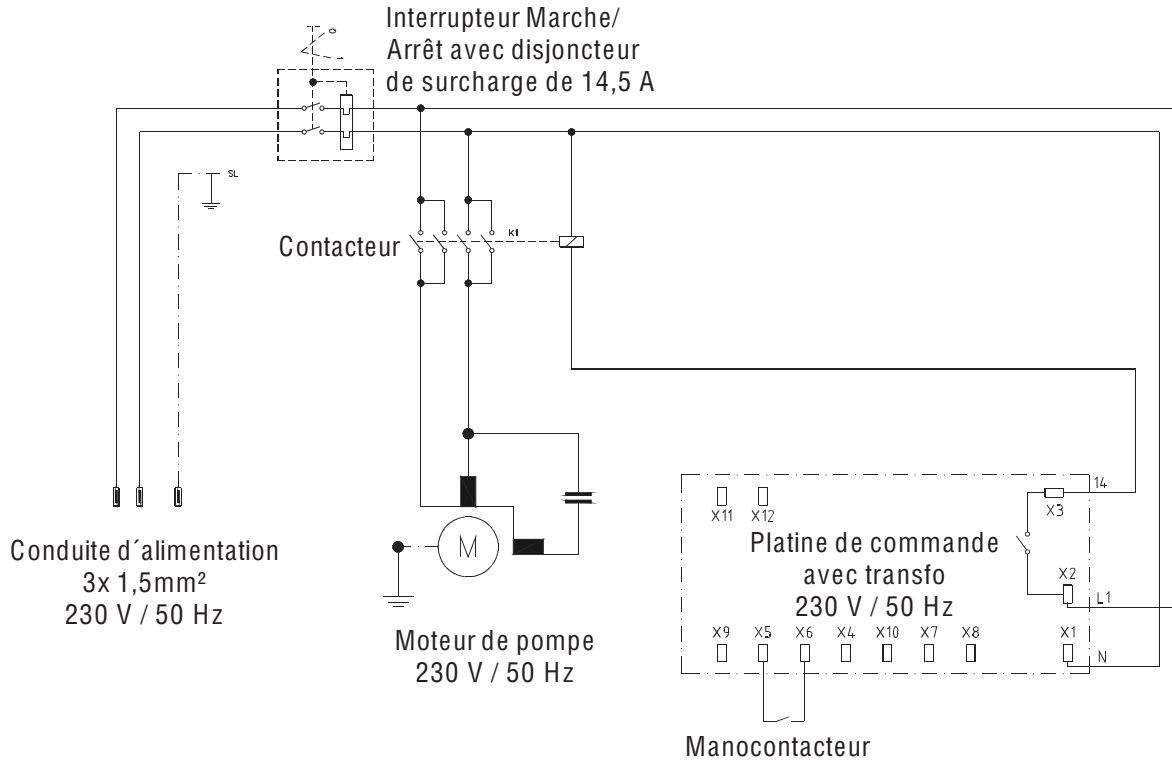 Interrupteur Marche/
Arrêt avec disjoncteur
de surcharge de 14,5 A
0
1
SL
Contacteur
K1
14
X11
X12
X3
Conduite d´alimentation
3x 1,5mm²
230 V / 50 Hz
M
Platine de commande
avec transfo
230 V / 50 Hz
X2
L1
Moteur de pompe
230 V / 50 Hz
X9
X5
X6
X4
X10
X7
X8
X1
N
Manocontacteur